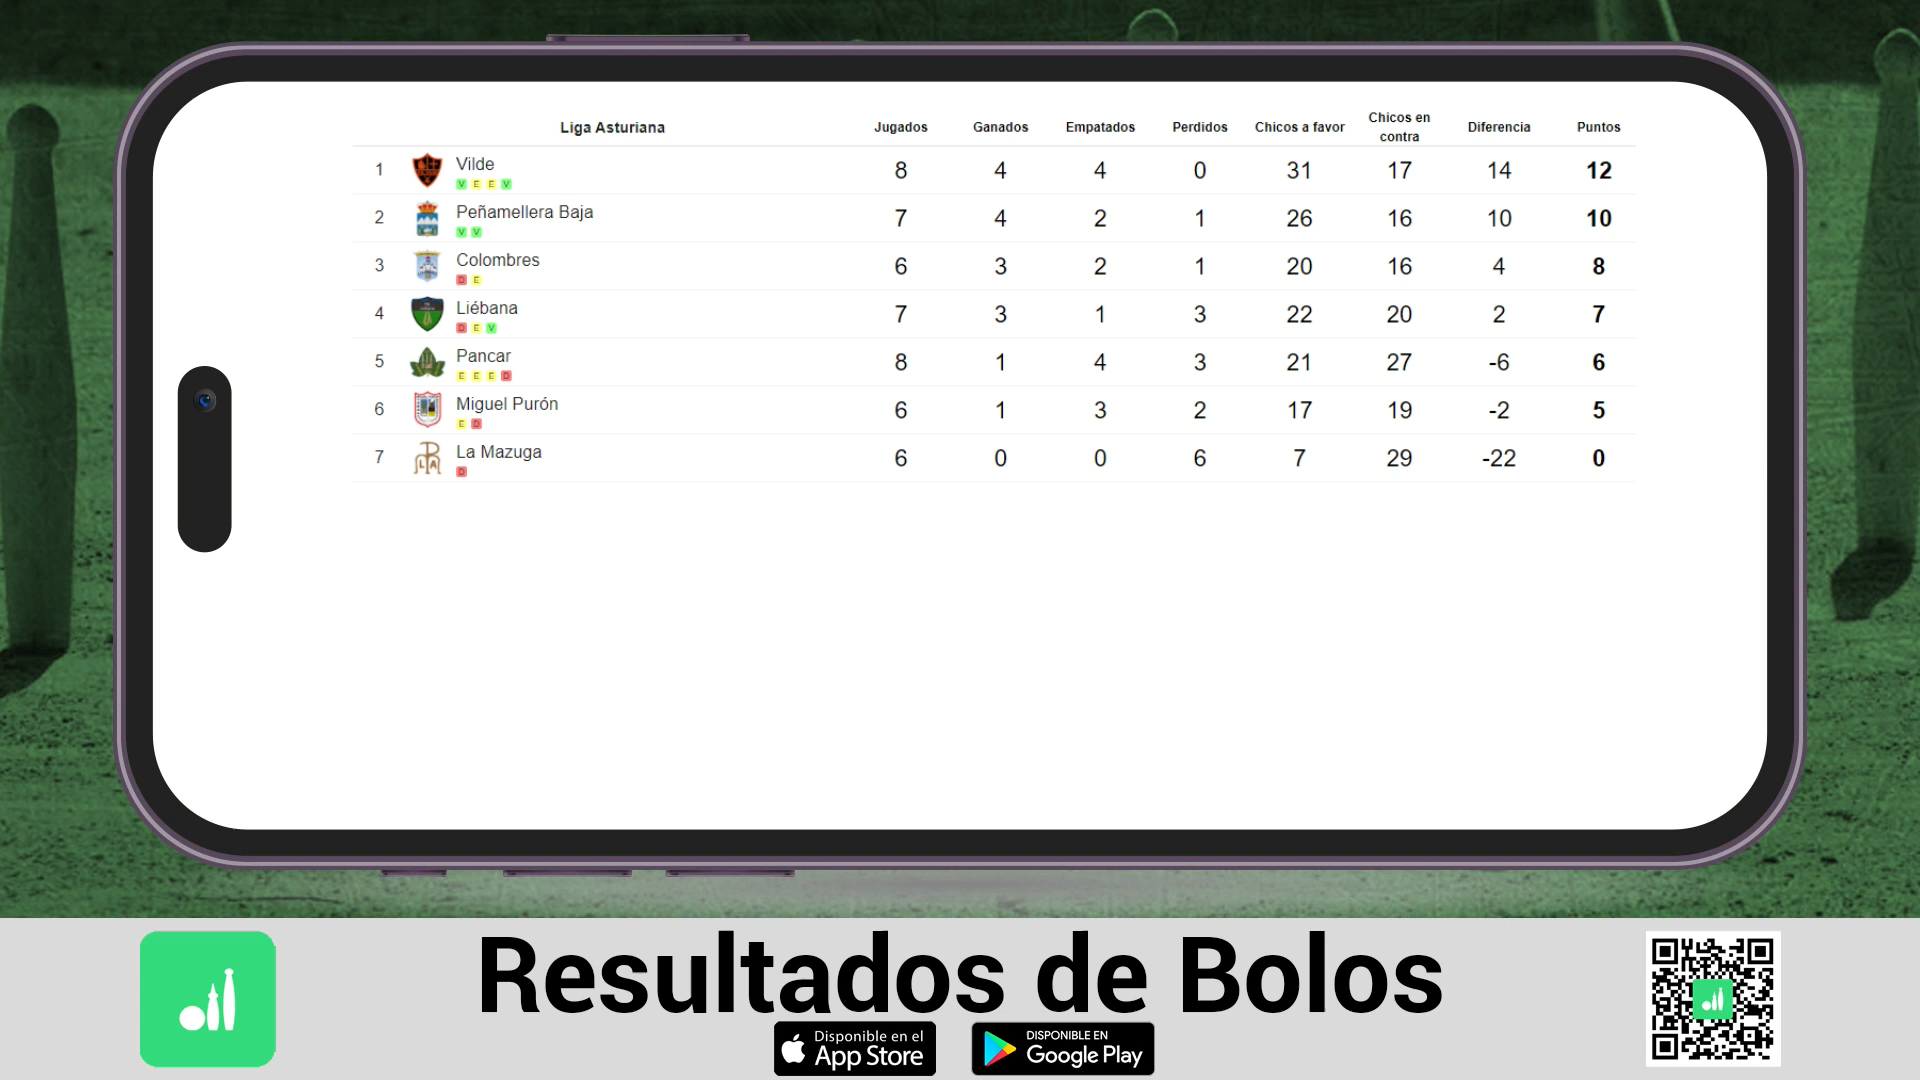 Liga Asturiana Jugados Ganados Empatados Perdidos Chicos a favor Chicos en contra Diferencia Puntos
1 Vilde 8 4 4 0 31 17 14 12
V E E V
2 Peñamellera Baja 7 4 2 1 26 16 10 10
V V
3 Colombres 6 3 2 1 20 16 4 8
D E
4 Liébana 7 3 1 3 22 20 2 7
D E V
5 Pancar 8 1 4 3 21 27 -6 6
E E E D
6 Miguel Purón 6 1 3 2 17 19 -2 5
E D
7 La Mazuga 6 0 0 6 7 29 -22 0
D
Resultados de Bolos
Disponible en el
App Store
DISPONIBLE EN
Google Play